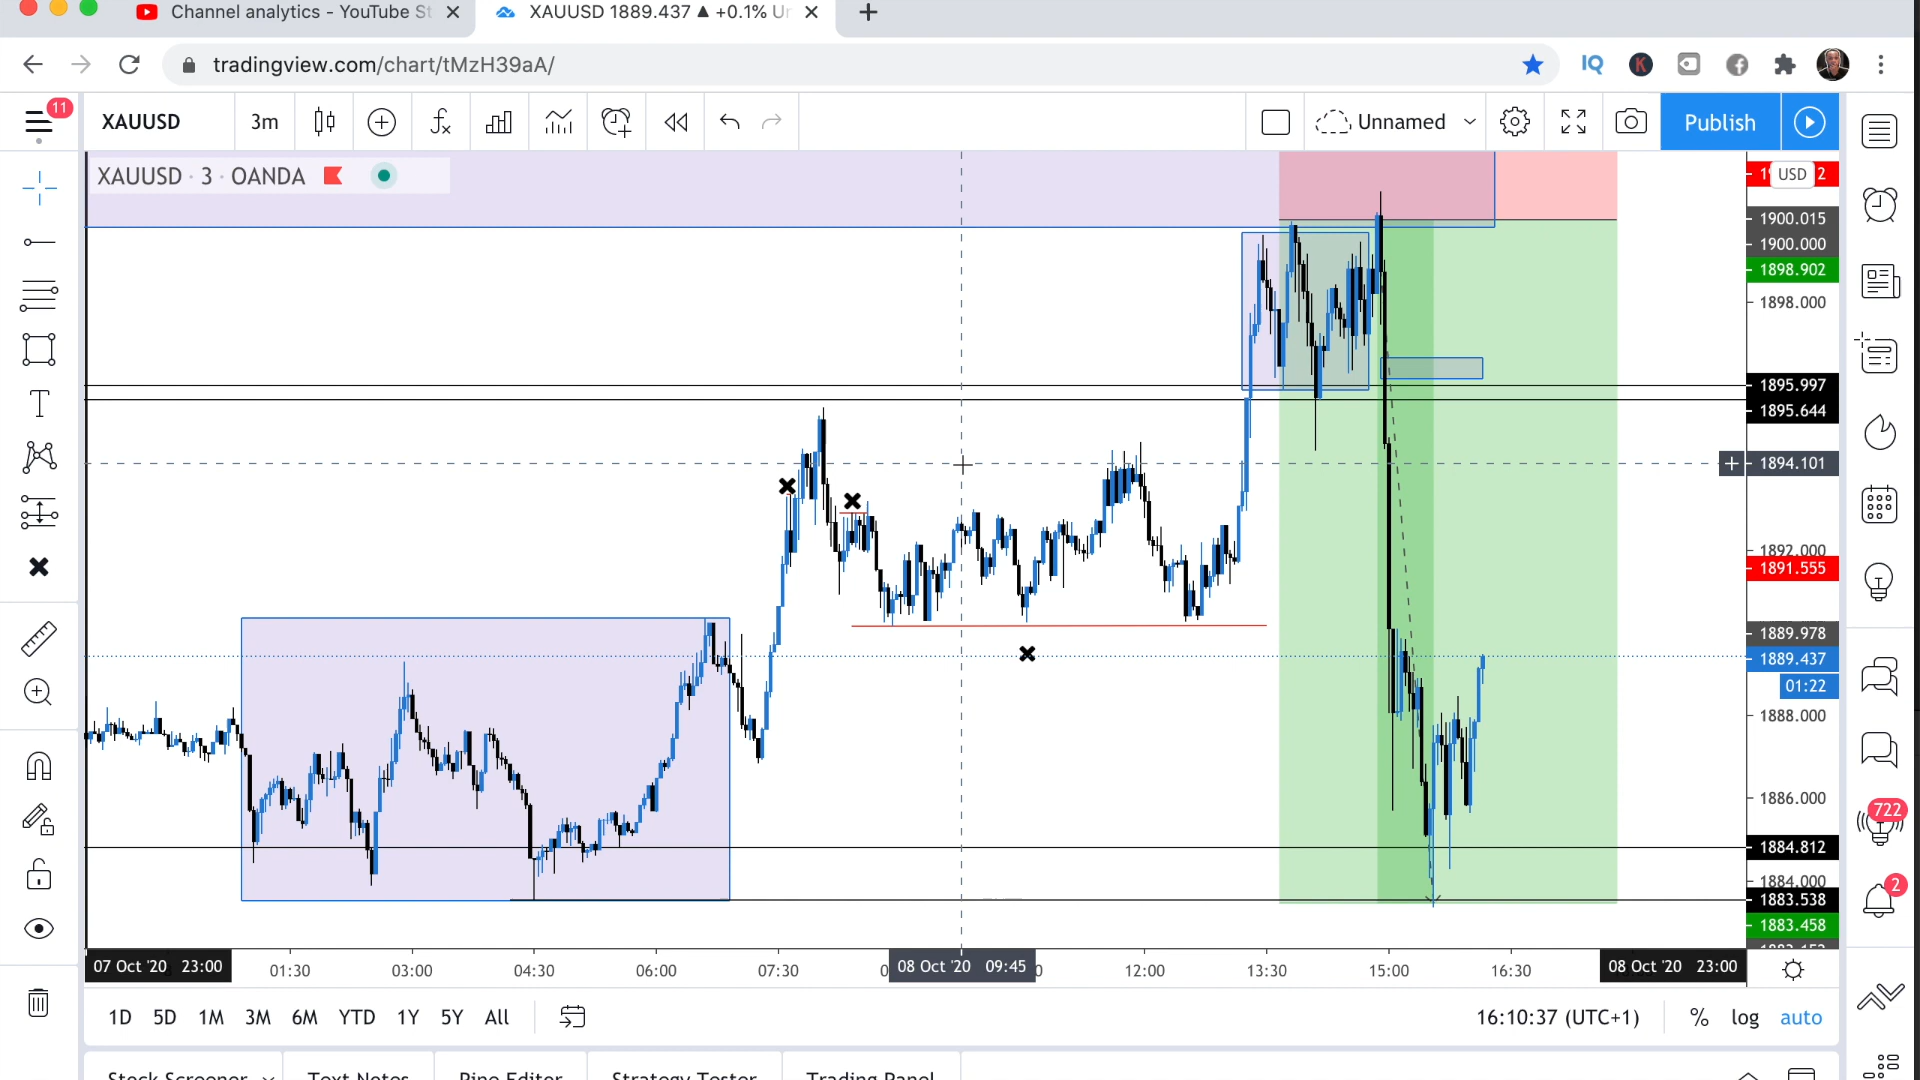 Channel analytics - YouTube St
XAUUSD 1889.437 ▲ +0.1% Un
tradingview.com/chart/tMzH39aA/
IQ
K
11
XAUUSD
3m
Unnamed
Publish
XAUUSD · 3 · OANDA
USD
2
1900.015
1900.000
1898.902
1898.000
1895.997
1895.644
1894.101
1892.000
1891.555
1889.978
1889.437
01:22
1888.000
1886.000
1884.812
1884.000
1883.538
1883.458
722
2
07 Oct '20 23:00
01:30
03:00
04:30
06:00
07:30
08 Oct '20 09:45
12:00
13:30
15:00
16:30
08 Oct '20 23:00
1D 5D 1M 3M 6M YTD 1Y 5Y All
16:10:37 (UTC+1)
% log auto
Stock Screener
Text Notes
Pine Editor
Strategy Tester
Trading Panel